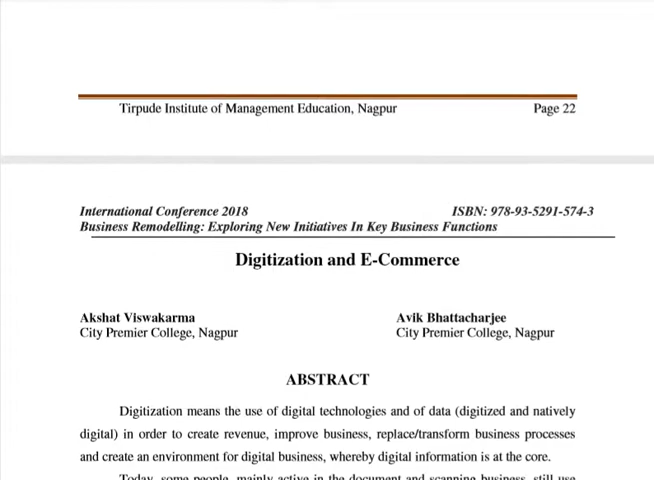 Tirpude Institute of Management Education, Nagpur Page 22
International Conference 2018 ISBN: 978-93-5291-574-3
Business Remodelling: Exploring New Initiatives In Key Business Functions
Digitization and E-Commerce
Akshat Viswakarma Avik Bhattacharjee
City Premier College, Nagpur City Premier College, Nagpur
ABSTRACT
Digitization means the use of digital technologies and of data (digitized and natively
digital) in order to create revenue, improve business, replace/transform business processes
and create an environment for digital business, whereby digital information is at the core.
Today, some people, mainly active in the document and scanning business, still use